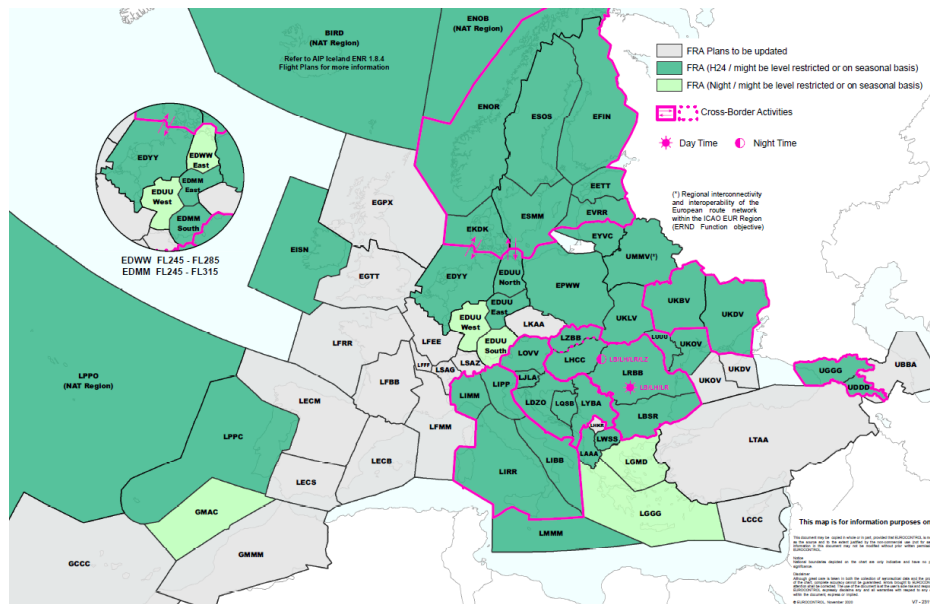 BIRD
(NAT Region)
Refer to AIP Iceland ENR 1.8.4
Flight Plans for more information
ENOB
(NAT Region)
FRA Plans to be updated
FRA (H24 / might be level restricted or on seasonal basis)
FRA (Night / might be level restricted or on seasonal basis)
Cross-Border Activities
Day Time
Night Time
(*) Regional interconnectivity
and interoperability of the
European route network
within the ICAO EUR Region
(ERND Function objective)
EDYY
EDWW
East
EDMM
East
EDUU
West
EDMM
South
EDWW FL245 - FL285
EDMM FL245 - FL315
ENOR
ESOS
EFIN
EETT
EVRR
EYVC
EGPX
EKDK
ESMM
UMMV(*)
EISN
EGTT
EDYY
EDUU
North
EPWW
UKBV
UKDV
EDUU
East
UKLV
EDUU
West
LKAA
EDUU
South
LZBB
LUUU
UKOV
LFRR
LFEE
LOVV
LHCC
LFFF
LSAZ
LSAG
LRBB
UKOV
UKDV
UGGG
UBBA
UDDD
LPPO
(NAT Region)
LFBB
LIMM
LIPP
LJLA
LECM
LDZO
LQSB
LYBA
LBSR
LPPC
LFMM
LWSS
LTAA
LAAA
LECB
LIBB
LGMD
LECS
LIRR
GMAC
LGGG
LCCC
LMMM
GMMM
GCCC
This map is for information purposes on
© EUROCONTROL, November 2023